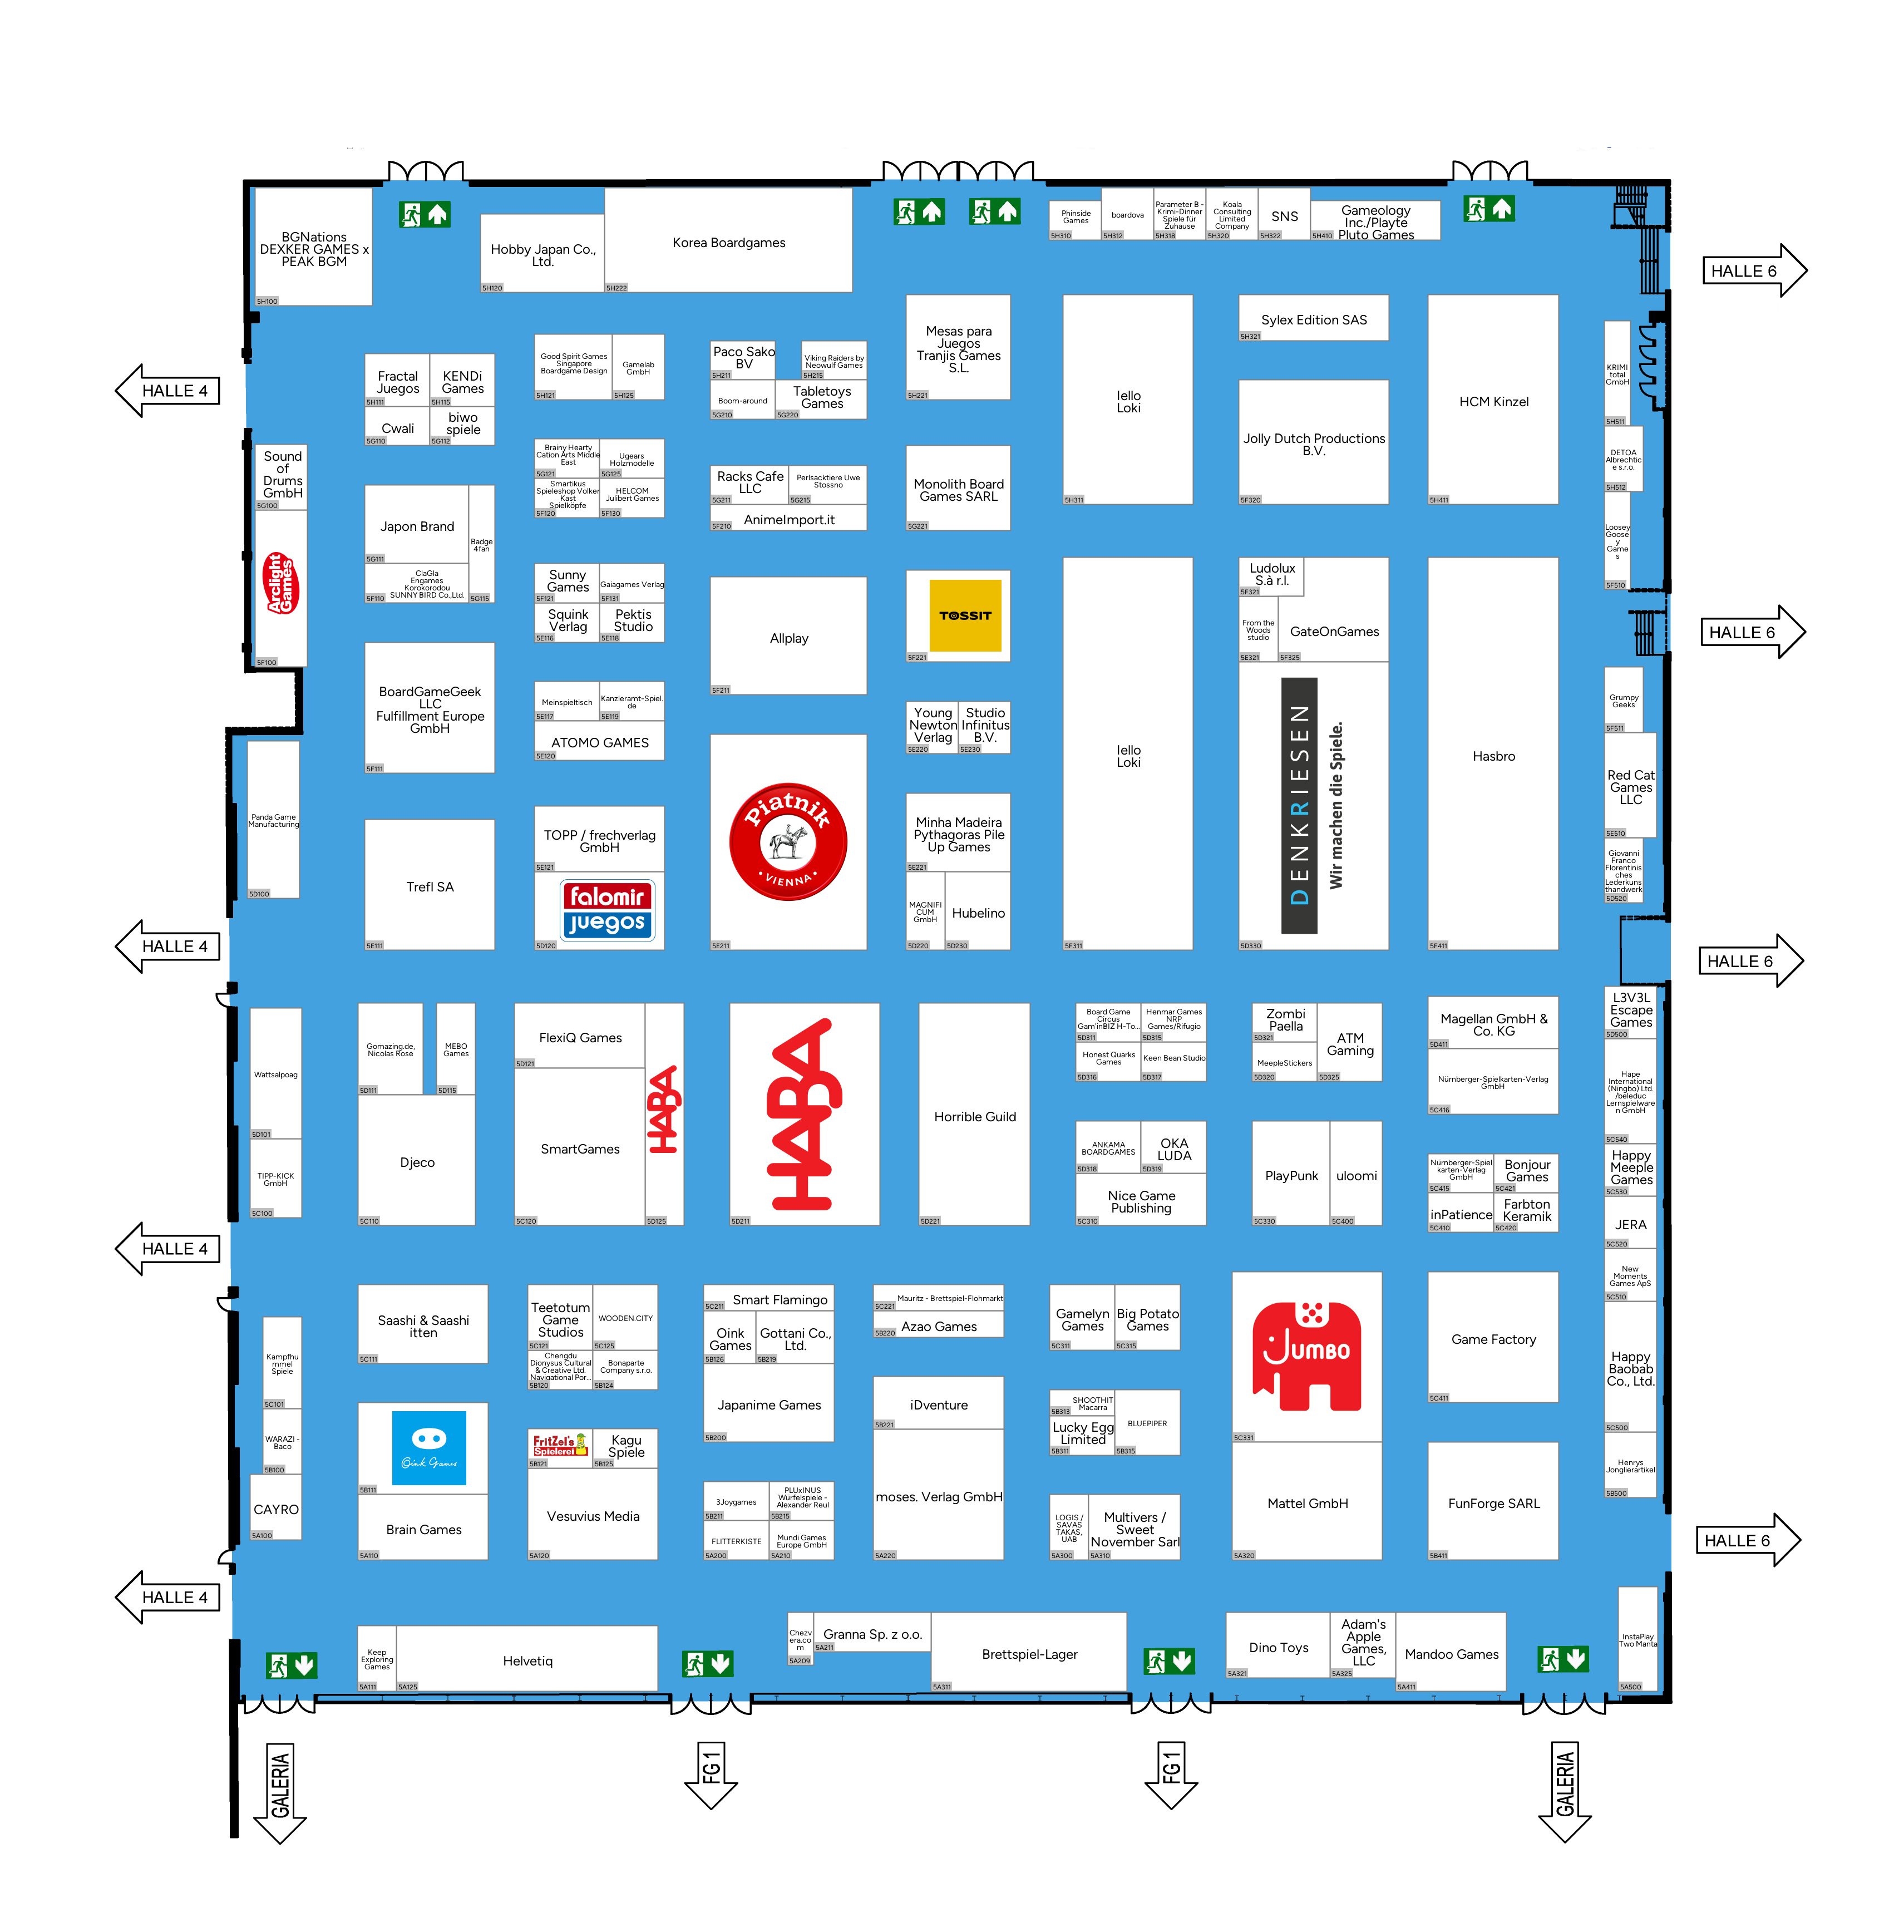 BGNations
DEXKER GAMES x
PEAK BGM
5H100
Hobby Japan Co.,
Ltd.
5H120
Korea Boardgames
5H222
Phinside
Games
5H310
boardova
5H312
Parameter B -
Krimi-Dinner
Spiele für
Zuhause
5H318
Koala
Consulting
Limited
Company
5H320
SNS
5H322
Gameology
Inc./Playte
Pluto Games
5H410
HALLE 6
HALLE 4
Fractal
Juegos
5H111
KENDi
Games
5H115
Cwali
5G110
biwo
spiele
5G112
Good Spirit Games
Singapore
Boardgame Design
5H121
Gamelab
GmbH
5H125
Paco Sako
BV
5H211
Viking Raiders by
Neowulf Games
5H215
Boom-around
5G210
Tabletoys
Games
5G220
Mesas para
Juegos
Tranjis Games
S.L.
5H221
Iello
Loki
5H311
Sylex Edition SAS
5H321
Jolly Dutch Productions
B.V.
5F320
HCM Kinzel
5H411
KRIMI
total
GmbH
5H511
DETOA
Albrechtic
e s.r.o.
5H512
Loosey
Goose
y
Game
s
5F510
Sound
of
Drums
GmbH
5G100
Arclight
Games
5F100
Japon Brand
5G111
Badge
4fan
5G115
ClaGla
Engames
Korokorodou
SUNNY BIRD Co.,Ltd.
5F110
Brainy Hearty
Cation Arts Middle
East
5G121
Ugears
Holzmodelle
5G125
Smartikus
Spieleshop Volker
Kast
Spielköpfe
5F120
HELCOM
Julibert Games
5F130
Racks Cafe
LLC
5G211
Perlsacktiere Uwe
Stossno
5G215
AnimeImport.it
5F210
Monolith Board
Games SARL
5G221
Sunny
Games
5F121
Gaiagames Verlag
5F131
Squink
Verlag
5E116
Pektis
Studio
5E118
Allplay
5F211
TOSSIT
5F221
Iello
Loki
5F311
Ludolux
S.à r.l.
5F321
From the
Woods
studio
5E321
GateOnGames
5F325
DENKRIESEN
Wir machen die Spiele.
5D330
Hasbro
5F411
HALLE 6
Grumpy
Geeks
5F511
Red Cat
Games
LLC
5E510
Giovanni
Franco
Florentinis
ches
Lederkuns
thandwerk
5D520
BoardGameGeek
LLC
Fulfillment Europe
GmbH
5F111
Meinspieltisch
5E117
Kanzleramt-Spiel.
de
5E119
ATOMO GAMES
5E120
Young
Newton
Verlag
5E220
Studio
Infinitus
B.V.
5E230
Panda Game
Manufacturing
5D100
Trefl SA
5E111
TOPP / frechverlag
GmbH
5E121
falomir
juegos
5D120
Piatnik
• VIENNA •
5E211
Minha Madeira
Pythagoras Pile
Up Games
5E221
MAGNIFI
CUM
GmbH
5D220
Hubelino
5D230
HALLE 4
HALLE 6
Wattsalpoag
5D101
TIPP-KICK
GmbH
5C100
Gomazing.de,
Nicolas Rose
5D111
MEBO
Games
5D115
Djeco
5C110
FlexiQ Games
5D121
SmartGames
5C120
HABA
5D125
HABA
5D211
Horrible Guild
5D221
Board Game
Circus
Gam'inBIZ H-To...
5D311
Henmar Games
NRP
Games/Rifugio
5D315
Honest Quarks
Games
5D316
Keen Bean Studio
5D317
ANKAMA
BOARDGAMES
5D318
OKA
LUDA
5D319
Nice Game
Publishing
5C310
Zombi
Paella
5D321
MeepleStickers
5D320
ATM
Gaming
5D325
PlayPunk
5C330
uloomi
5C400
Magellan GmbH &
Co. KG
5D411
Nürnberger-Spielkarten-Verlag
GmbH
5C416
Nürnberger-Spiel
karten-Verlag
GmbH
5C415
Bonjour
Games
5C421
inPatience
5C410
Farbton
Keramik
5C420
L3V3L
Escape
Games
5D500
Hape
International
(Ningbo) Ltd.
/beleduc
Lernspielware
n GmbH
5C540
Happy
Meeple
Games
5C530
JERA
5C520
New
Moments
Games ApS
5C510
Happy
Baobab
Co., Ltd.
5C500
Henrys
Jonglierartikel
5B500
HALLE 4
Kampfhu
mmel
Spiele
5C101
WARAZI -
Baco
5B100
CAYRO
5A100
Saashi & Saashi
itten
5C111
Oink Games
5B111
Brain Games
5A110
Teetotum
Game
Studios
5C121
WOODEN.CITY
5C125
Chengdu
Dionysus Cultural
& Creative Ltd.
Navigational Por...
5B120
Bonaparte
Company s.r.o.
5B124
FRITZEL'S
Spielerei
5B121
Kagu
Spiele
5B125
Vesuvius Media
5A120
Smart Flamingo
5C211
Oink
Games
5B126
Gottani Co.,
Ltd.
5B219
Japanime Games
5B200
3Joygames
5B211
PLUxINUS
Würfelspiele -
Alexander Reul
5B215
FLITTERKISTE
5A200
Mundi Games
Europe GmbH
5A210
Mauritz - Brettspiel-Flohmarkt
5C221
Azao Games
5B220
iDventure
5B221
moses. Verlag GmbH
5A220
Gamelyn
Games
5C311
Big Potato
Games
5C315
SHOOTHIT
Macarra
5B313
Lucky Egg
Limited
5B311
BLUEPIPER
5B315
LOGIS /
SAVAS
TAKAS,
UAB
5A300
Multivers /
Sweet
November Sarl
5A310
JUMBO
5C331
Mattel GmbH
5A320
Game Factory
5C411
FunForge SARL
5B411
HALLE 6
HALLE 4
Keep
Exploring
Games
5A111
Helvetiq
5A125
Chezv
era.co
m
5A209
Granna Sp. z o.o.
5A211
Brettspiel-Lager
5A311
Dino Toys
5A321
Adam's
Apple
Games,
LLC
5A325
Mandoo Games
5A411
InstaPlay
Two Manta
5A500
GALERIA
FG 1
FG 1
GALERIA